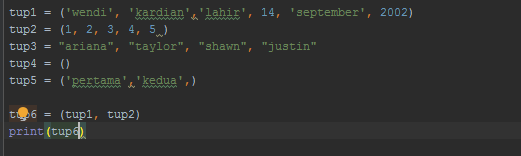 tup1 = ('wendi', 'kardian','lahir', 14, 'september', 2002)
tup2 = (1, 2, 3, 4, 5,)
tup3 = "ariana", "taylor", "shawn", "justin"
tup4 = ()
tup5 = ('pertama','kedua',)
tup6 = (tup1, tup2)
print(tup6)